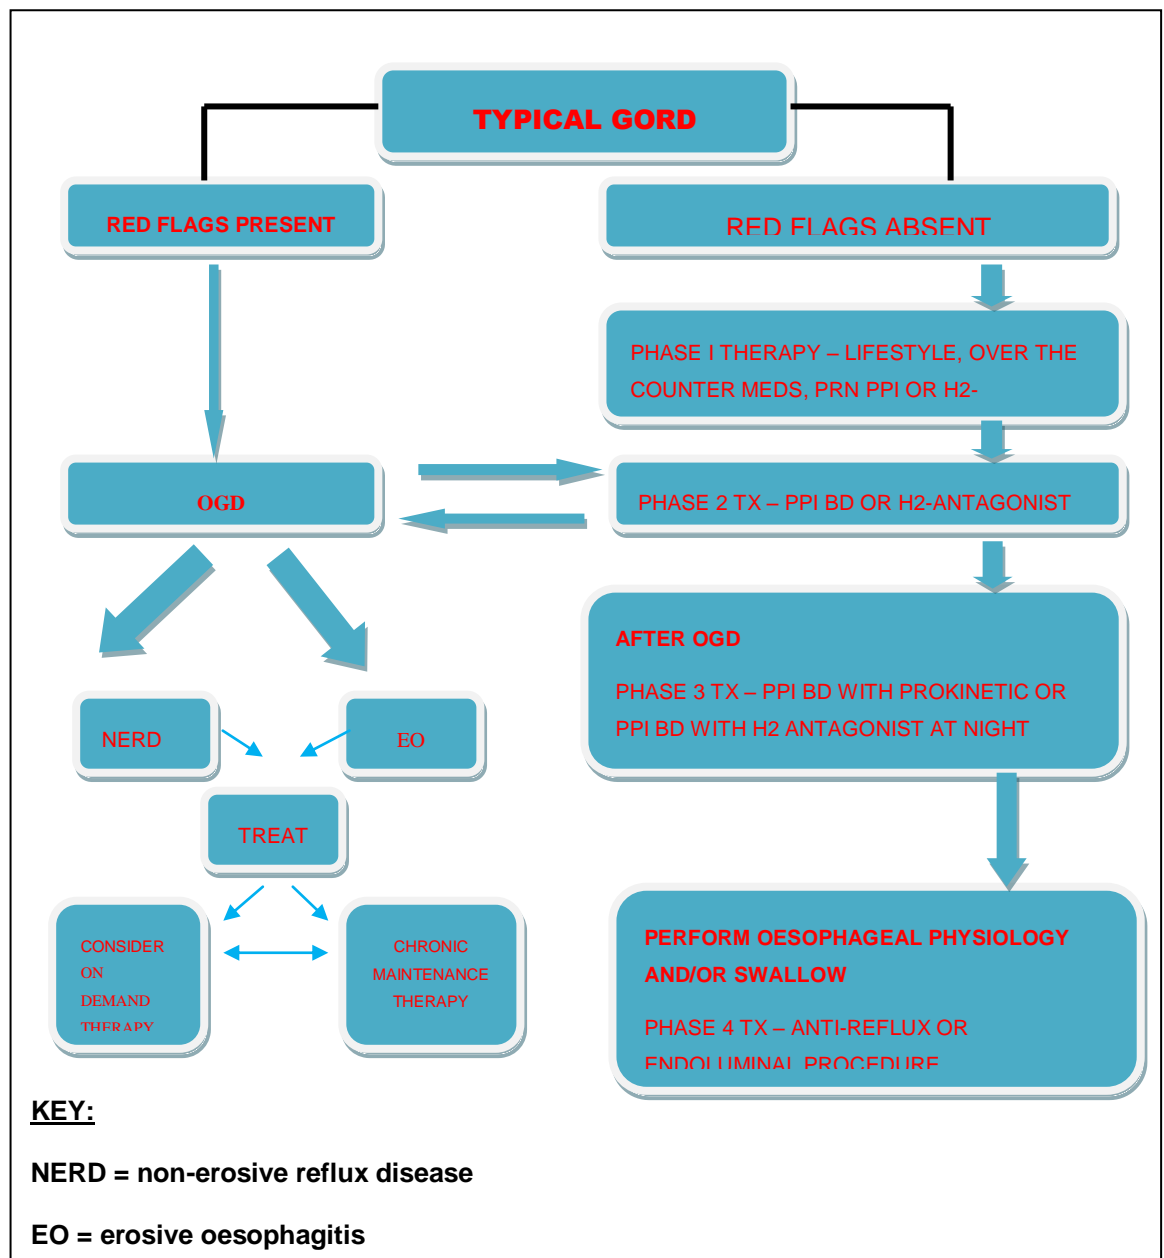 TYPICAL GORD
RED FLAGS PRESENT
RED FLAGS ABSENT
PHASE I THERAPY – LIFESTYLE, OVER THE
COUNTER MEDS, PRN PPI OR H2-
OGD
PHASE 2 TX – PPI BD OR H2-ANTAGONIST
AFTER OGD
PHASE 3 TX – PPI BD WITH PROKINETIC OR
PPI BD WITH H2 ANTAGONIST AT NIGHT
NERD
EO
TREAT
CONSIDER
ON
DEMAND
THERAPY
CHRONIC
MAINTENANCE
THERAPY
PERFORM OESOPHAGEAL PHYSIOLOGY
AND/OR SWALLOW
PHASE 4 TX – ANTI-REFLUX OR
ENDOLUMINAL PROCEDURE
KEY:
NERD = non-erosive reflux disease
EO = erosive oesophagitis